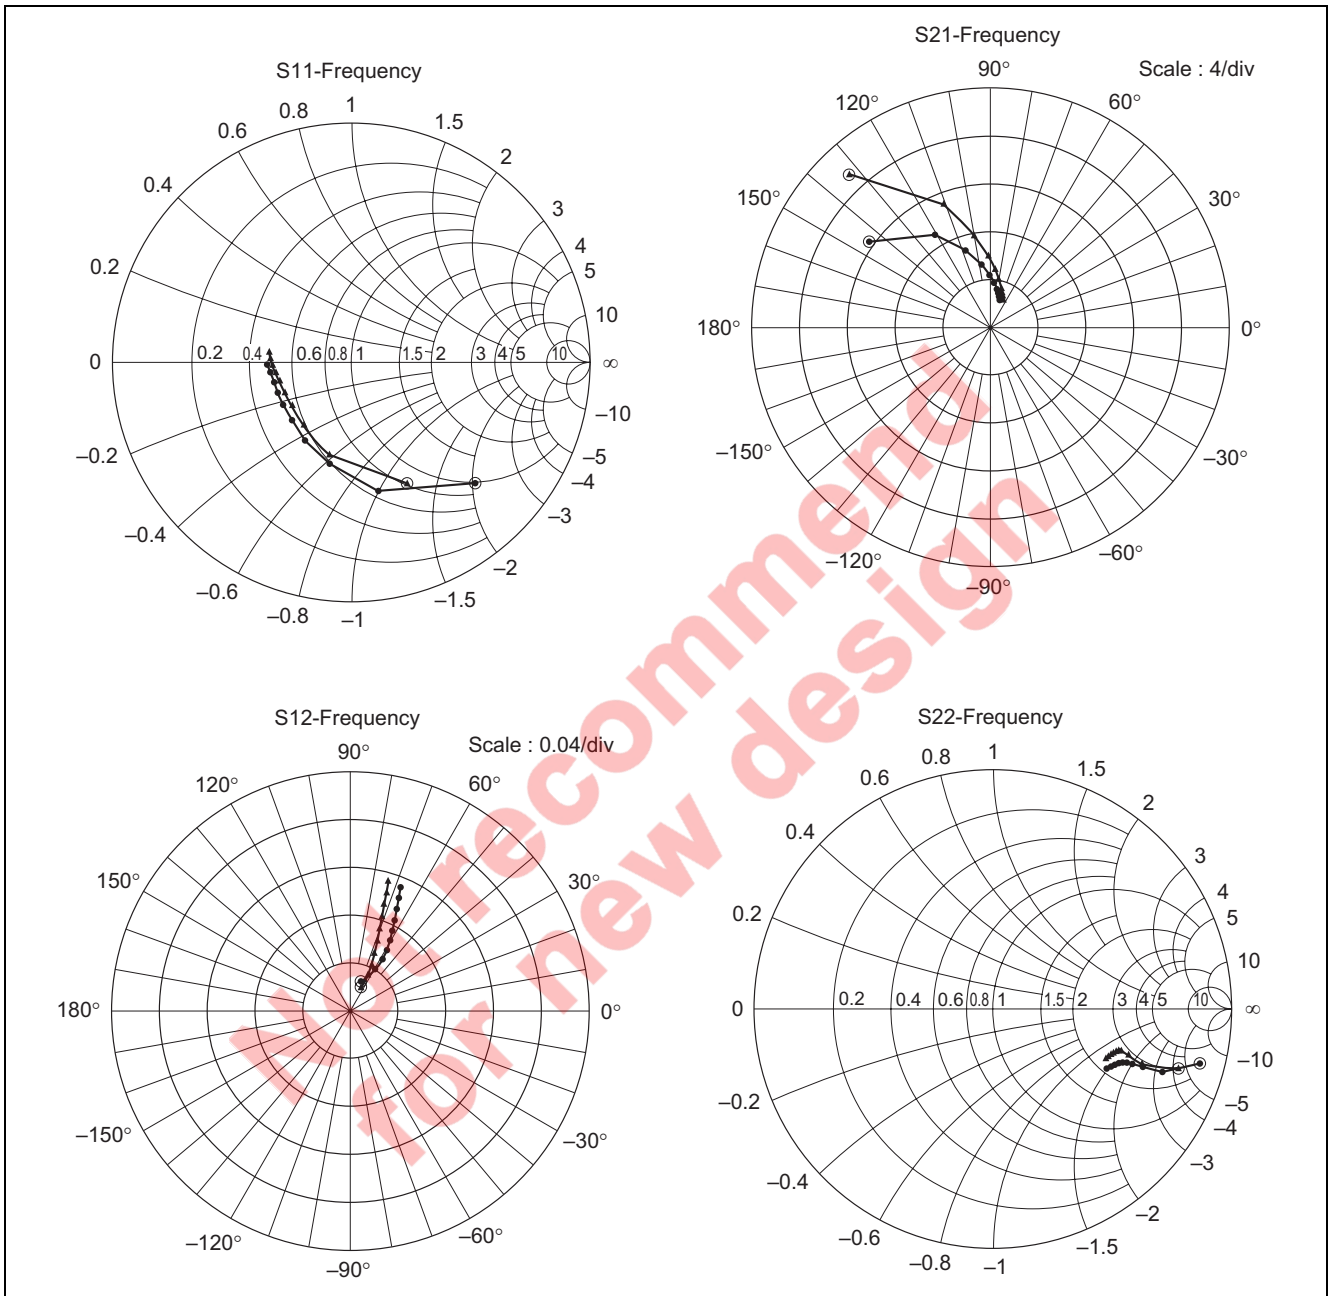 S11-Frequency
0.8 1 1.5
0.6 2
0.4 3
0.2 4
5
10
0 0.2 0.4 0.6 0.8 1 1.5 2 3 4 5 10 ∞
–10
–0.2 –5
–4
–0.4 –3
–0.6 –2
–0.8 –1 –1.5
S21-Frequency
Scale : 4/div
90°
120° 60°
150° 30°
180° 0°
–150° –30°
–120° –60°
–90°
S12-Frequency
Scale : 0.04/div
90°
120° 60°
150° 30°
180° 0°
–150° –30°
–120° –60°
–90°
S22-Frequency
0.8 1 1.5
0.6 2
0.4 3
4
0.2 5
10
0 0.2 0.4 0.6 0.8 1 1.5 2 3 4 5 10 ∞
–10
–0.2 –5
–4
–0.4 –3
–0.6 –2
–0.8 –1 –1.5
Not recommend
for new design